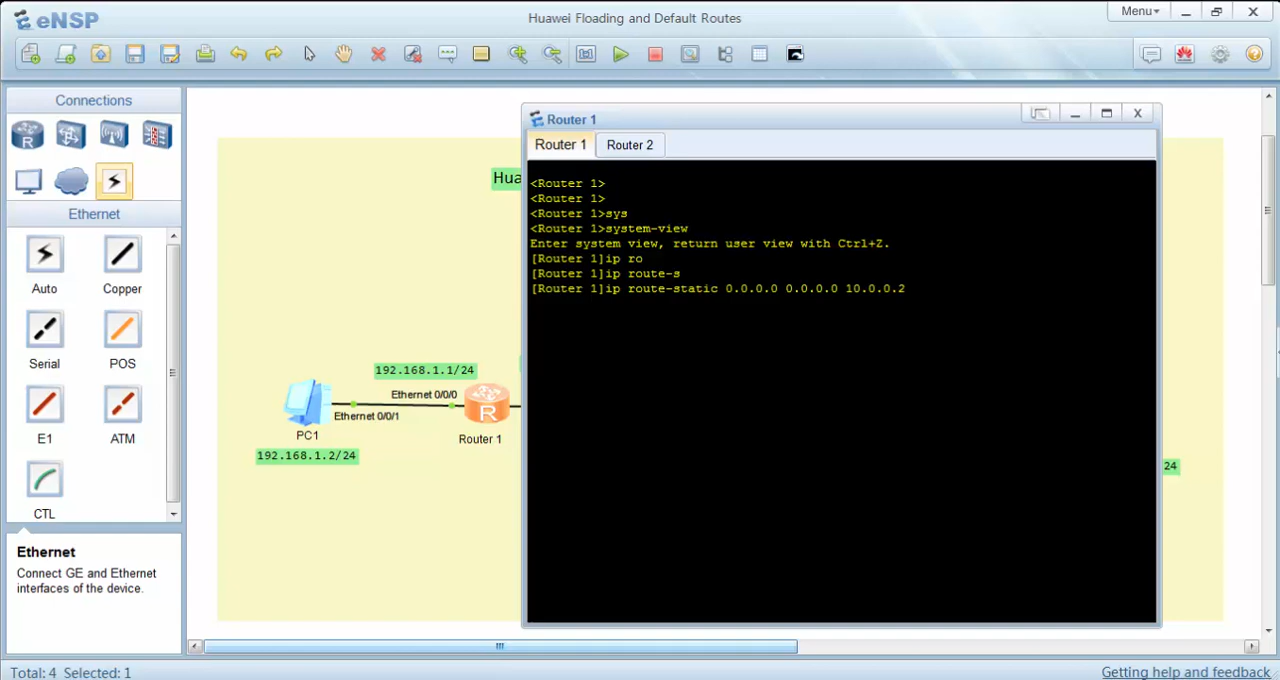 eNSP
Huawei Floading and Default Routes
Menu
Connections
Ethernet
Auto
Copper
Serial
POS
E1
ATM
CTL
Ethernet
Connect GE and Ethernet
interfaces of the device.
Hua
192.168.1.1/24
Ethernet 0/0/0
Ethernet 0/0/1
R
PC1
Router 1
192.168.1.2/24
Router 1
Router 1
Router 2
<Router 1>
<Router 1>
<Router 1>sys
<Router 1>system-view
Enter system view, return user view with Ctrl+Z.
[Router 1]ip ro
[Router 1]ip route-s
[Router 1]ip route-static 0.0.0.0 0.0.0.0 10.0.0.2
24
Total: 4 Selected: 1
Getting help and feedback